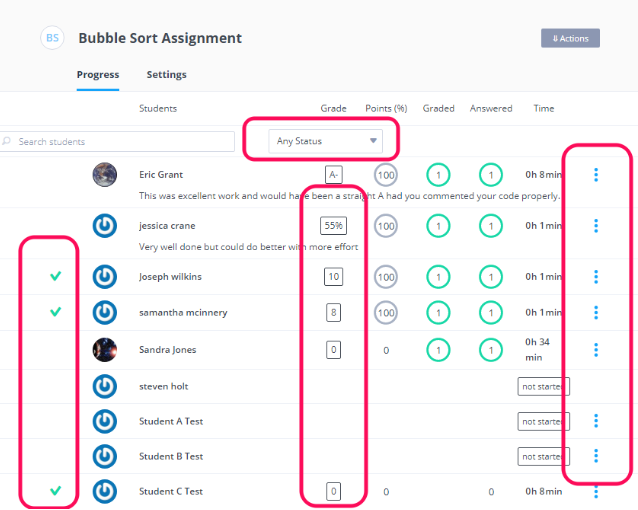 BS Bubble Sort Assignment
⇓ Actions
Progress Settings
Students Grade Points (%) Graded Answered Time
Search students Any Status
Eric Grant A- 100 1 1 0h 8min
This was excellent work and would have been a straight A had you commented your code properly.
jessica crane 55% 100 1 1 0h 1min
Very well done but could do better with more effort
Joseph wilkins 10 100 1 1 0h 1min
samantha mcinnery 8 100 1 1 0h 1min
Sandra Jones 0 0 1 1 0h 34
min
steven holt not started
Student A Test not started
Student B Test not started
Student C Test 0 0 0 0h 8min